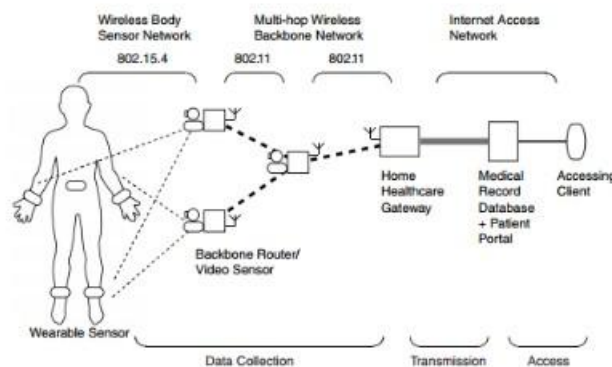 Wireless Body
Sensor Network
Multi-hop Wireless
Backbone Network
Internet Access
Network
802.15.4
802.11
802.11
Home
Healthcare
Gateway
Medical
Record
Database
+ Patient
Portal
Accessing
Client
Backbone Router/
Video Sensor
Wearable Sensor
Data Collection
Transmission
Access